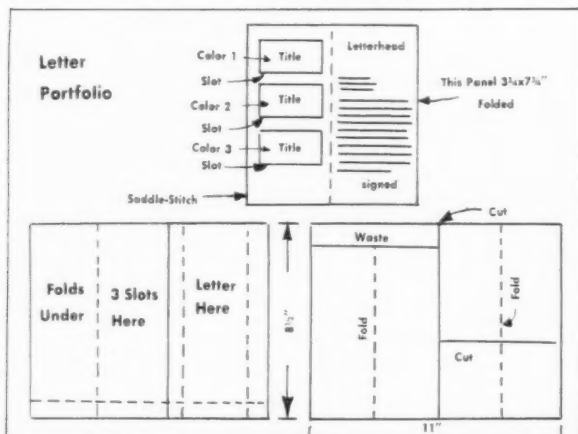 Letter
Portfolio
Color 1
Title
Slot
Color 2
Title
Slot
Color 3
Title
Slot
Saddle-Stitch
Letterhead
signed
This Panel 3¼x7¾"
Folded
Folds
Under
3 Slots
Here
Letter
Here
8½"
Cut
Waste
Fold
Fold
Cut
11"